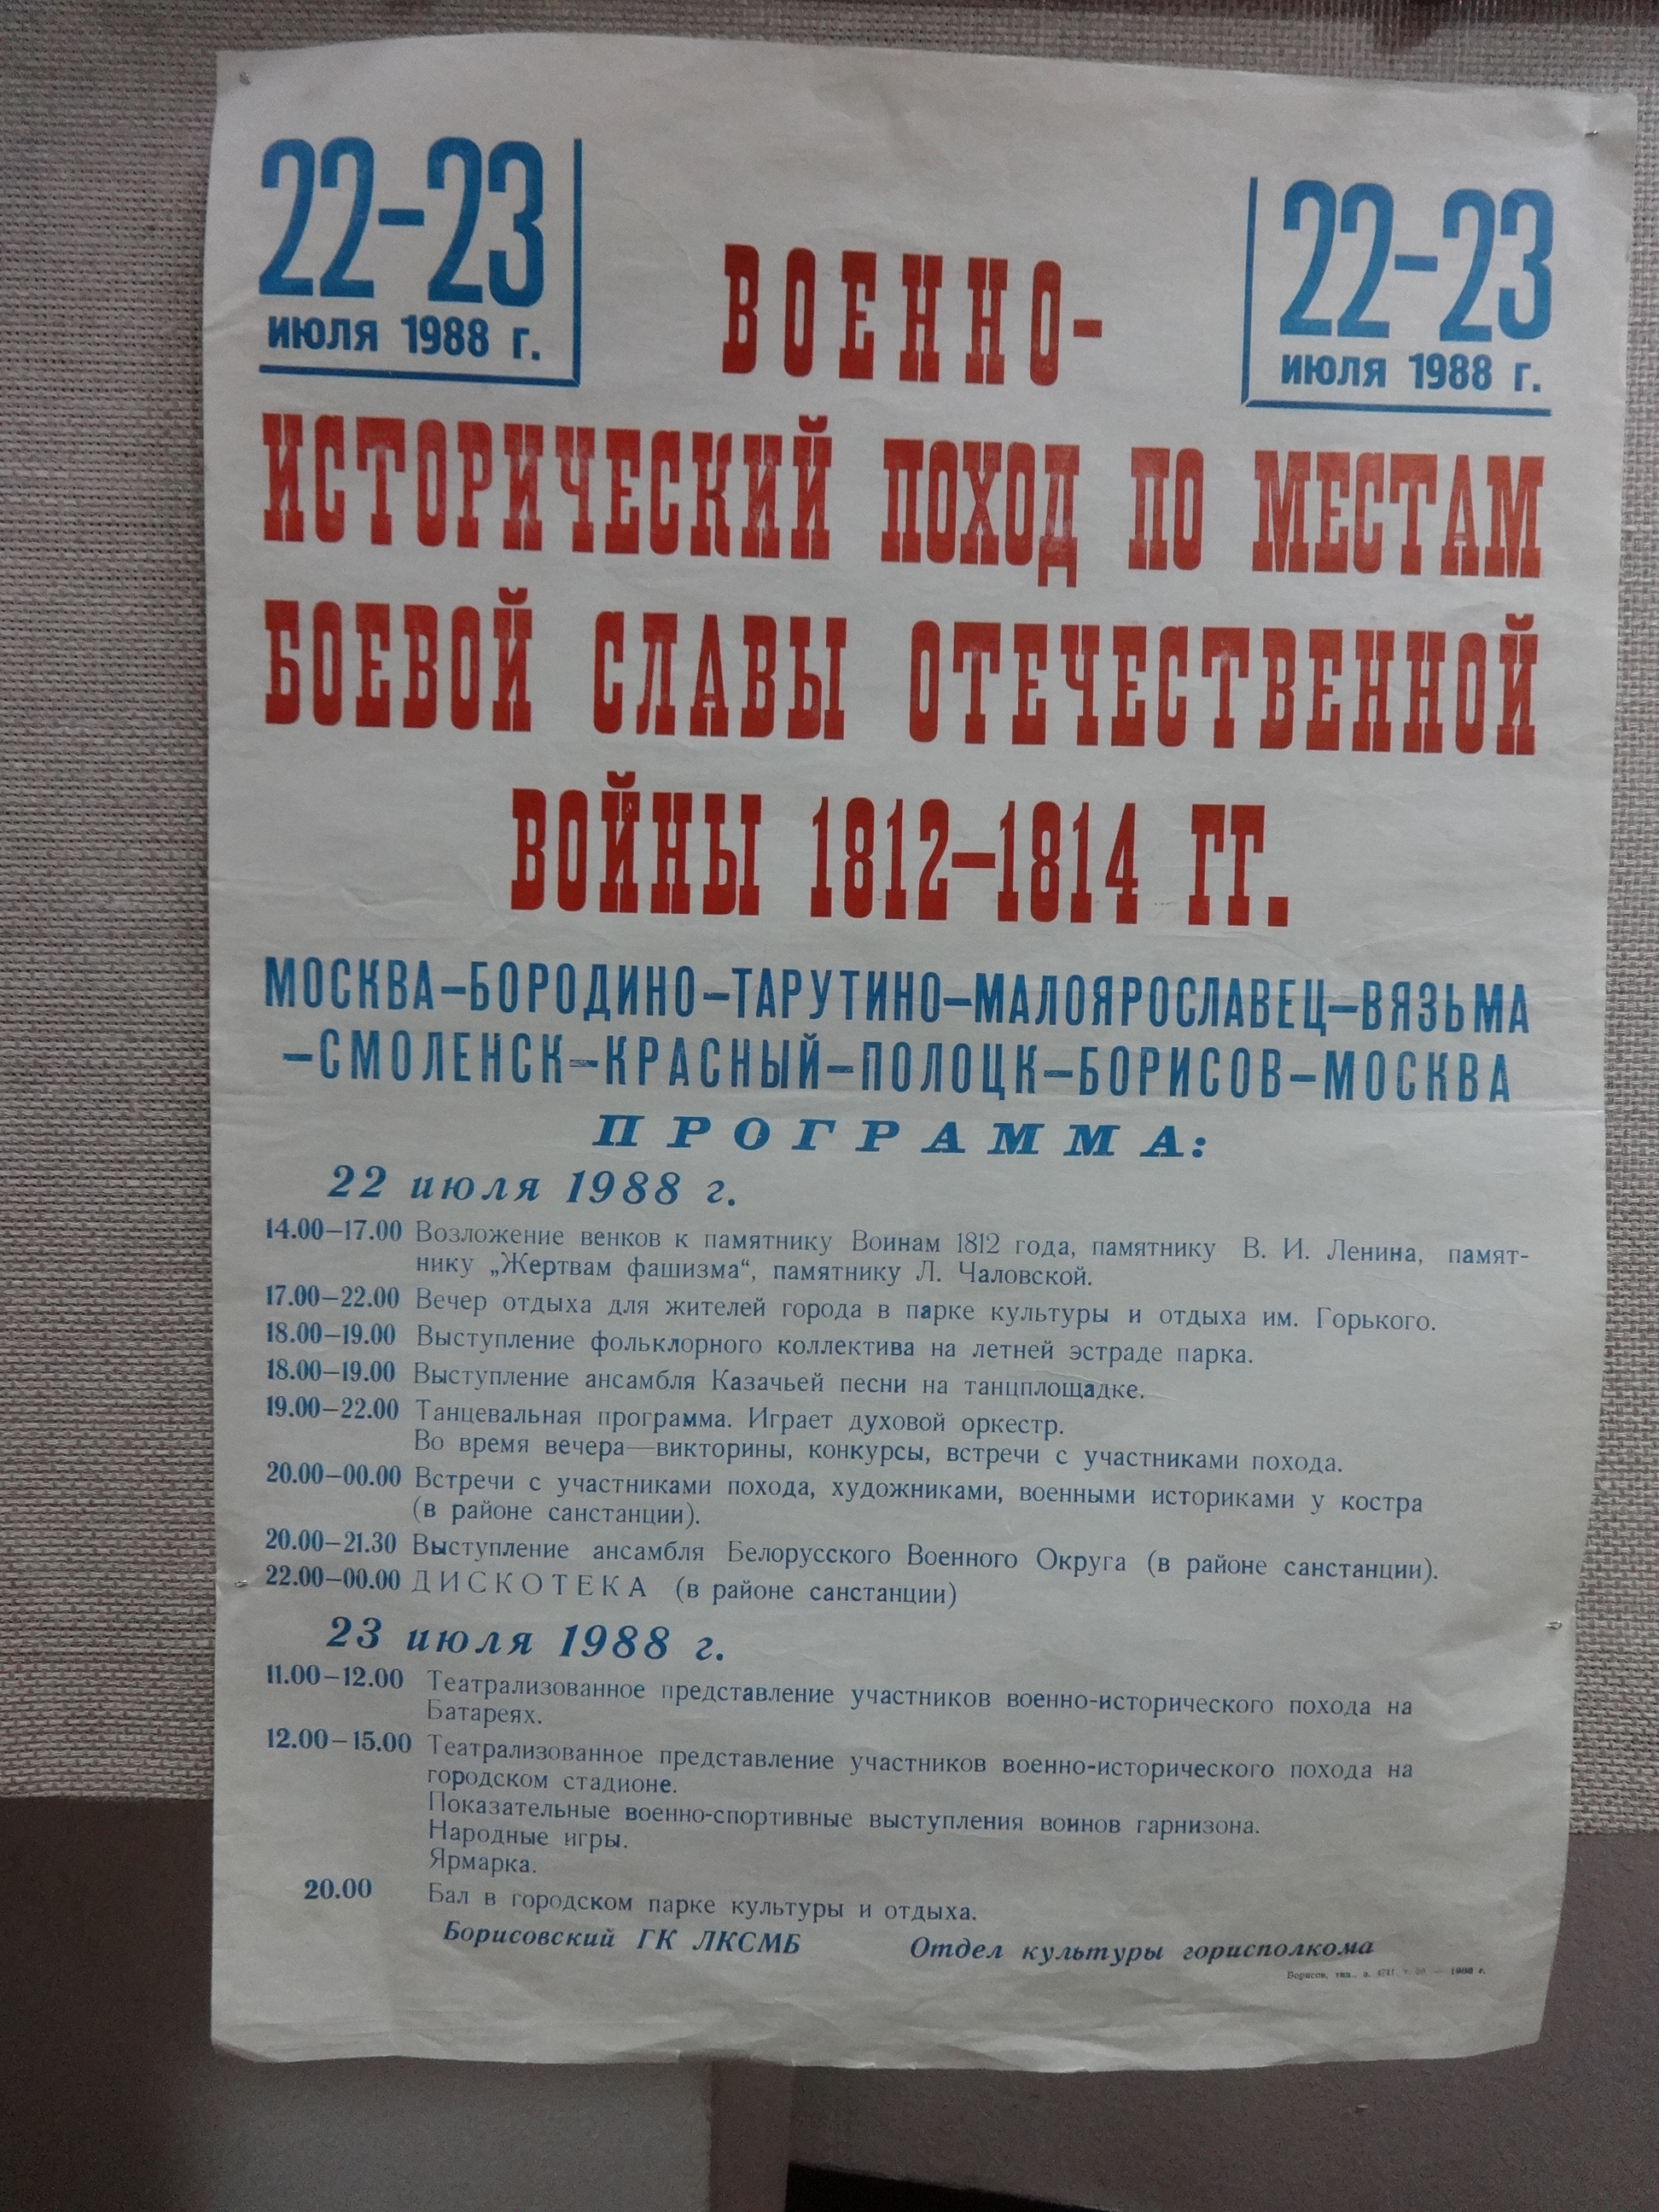 22–23
июля 1988 г.
22–23
июля 1988 г.
ВОЕННО-
ИСТОРИЧЕСКИЙ ПОХОД ПО МЕСТАМ
БОЕВОЙ СЛАВЫ ОТЕЧЕСТВЕННОЙ
ВОЙНЫ 1812–1814 ГГ.
МОСКВА–БОРОДИНО–ТАРУТИНО–МАЛОЯРОСЛАВЕЦ–ВЯЗЬМА
–СМОЛЕНСК–КРАСНЫЙ–ПОЛОЦК–БОРИСОВ–МОСКВА
ПРОГРАММА:
22 июля 1988 г.
14.00–17.00 Возложение венков к памятнику Воинам 1812 года, памятнику В. И. Ленина, памят-
нику „Жертвам фашизма“, памятнику Л. Чаловской.
17.00–22.00 Вечер отдыха для жителей города в парке культуры и отдыха им. Горького.
18.00–19.00 Выступление фольклорного коллектива на летней эстраде парка.
18.00–19.00 Выступление ансамбля Казачьей песни на танцплощадке.
19.00–22.00 Танцевальная программа. Играет духовой оркестр.
Во время вечера—викторины, конкурсы, встречи с участниками похода.
20.00–00.00 Встречи с участниками похода, художниками, военными историками у костра
(в районе санстанции).
20.00–21.30 Выступление ансамбля Белорусского Военного Округа (в районе санстанции).
22.00–00.00 ДИСКОТЕКА (в районе санстанции)
23 июля 1988 г.
11.00–12.00 Театрализованное представление участников военно-исторического похода на
Батареях.
12.00–15.00 Театрализованное представление участников военно-исторического похода на
городском стадионе.
Показательные военно-спортивные выступления воинов гарнизона.
Народные игры.
Ярмарка.
20.00 Бал в городском парке культуры и отдыха.
Борисовский ГК ЛКСМБ Отдел культуры горисполкома
Борисов, тип., з. — 1988 г.